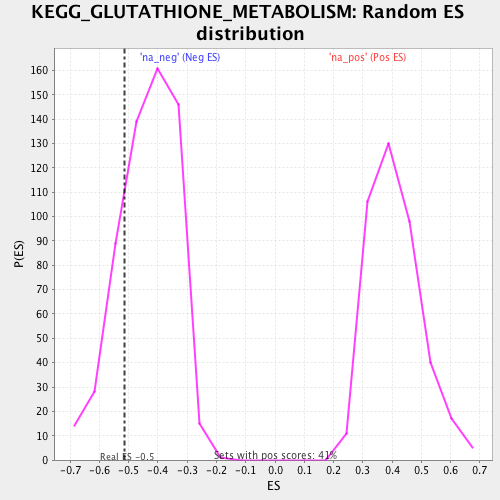 KEGG_GLUTATHIONE_METABOLISM: Random ES
distribution
'na_neg' (Neg ES)
'na_pos' (Pos ES)
160
150
140
130
120
110
100
90
80
70
60
50
40
30
20
10
0
P(ES)
Real ES -0.5
Sets with pos scores: 41%
-0.7 -0.6 -0.5 -0.4 -0.3 -0.2 -0.1 0.0 0.1 0.2 0.3 0.4 0.5 0.6 0.7
ES